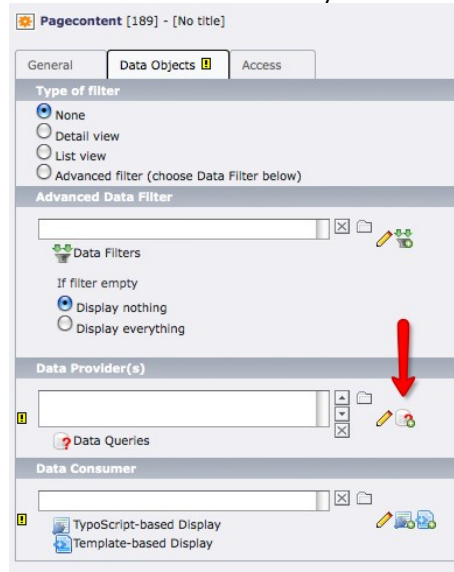 Pagecontent [189] - [No title]
General Data Objects Access
Type of filter
None
Detail view
List view
Advanced filter (choose Data Filter below)
Advanced Data Filter
Data Filters
If filter empty
Display nothing
Display everything
Data Provider(s)
Data Queries
Data Consumer
TypoScript-based Display
Template-based Display